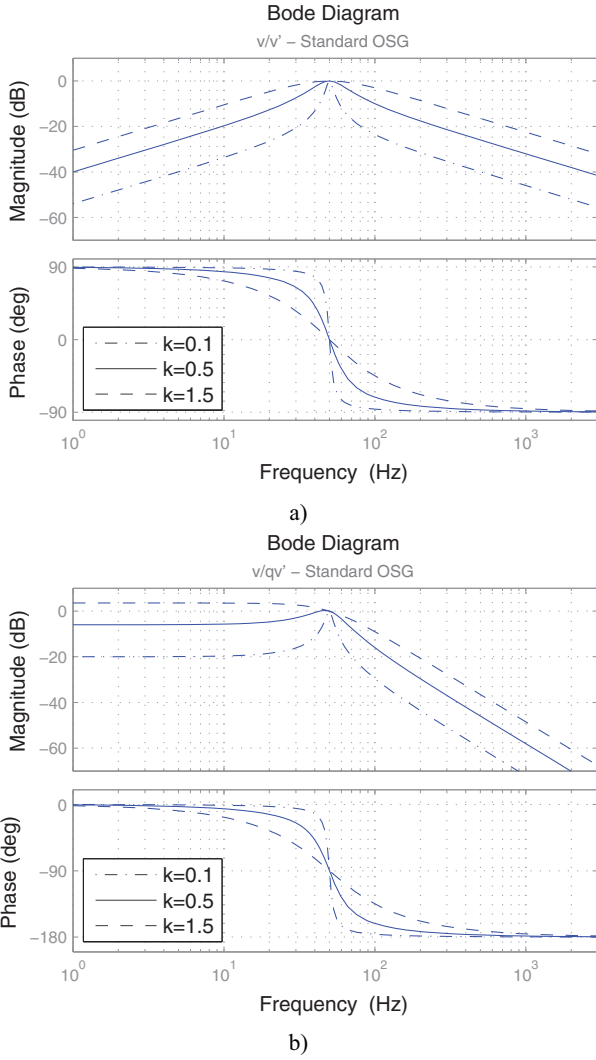 Bode Diagram
v/v' – Standard OSG
Magnitude (dB)
0
−20
−40
−60
Phase (deg)
90
0
−90
k=0.1
k=0.5
k=1.5
10^0
10^1
10^2
10^3
Frequency (Hz)
a)
Bode Diagram
v/qv' – Standard OSG
Magnitude (dB)
0
−20
−40
−60
Phase (deg)
0
−90
−180
k=0.1
k=0.5
k=1.5
10^0
10^1
10^2
10^3
Frequency (Hz)
b)